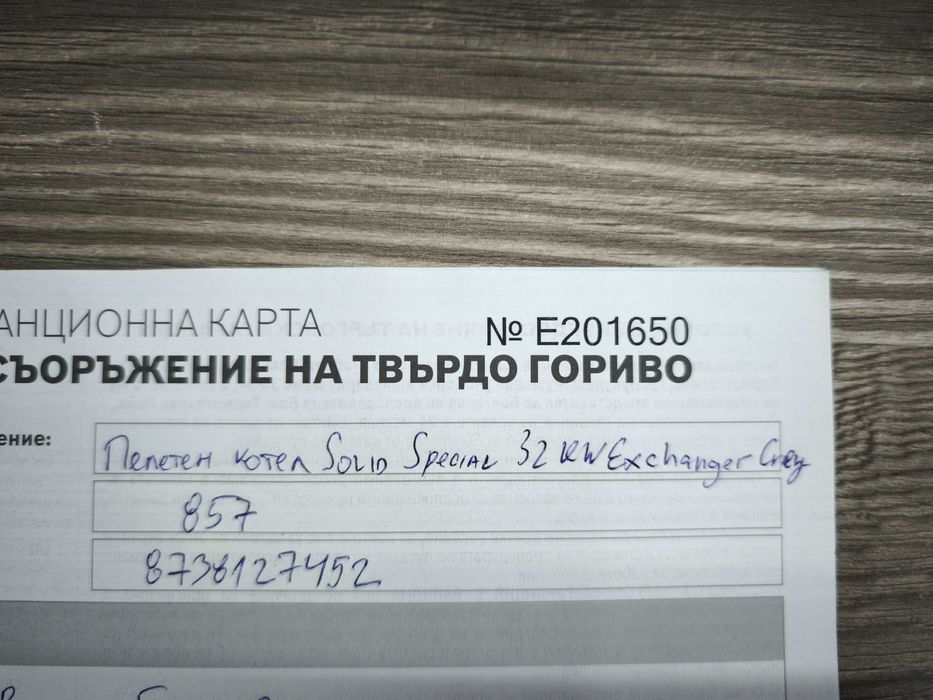 АНЦИОННА КАРТА № E201650
СЪОРЪЖЕНИЕ НА ТВЪРДО ГОРИВО
ение: Пелетен котел Solid Special 32 KW Exchanger Grey
857
8738127452